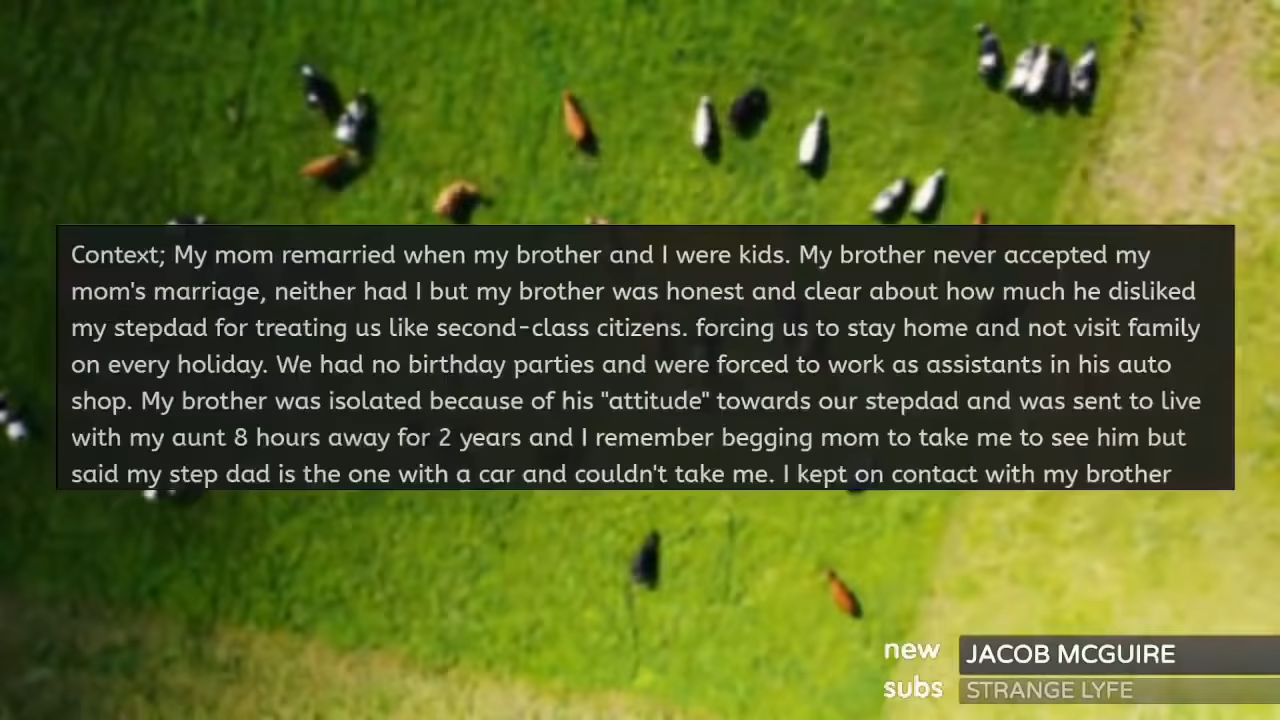 Context; My mom remarried when my brother and I were kids. My brother never accepted my
mom's marriage, neither had I but my brother was honest and clear about how much he disliked
my stepdad for treating us like second-class citizens. forcing us to stay home and not visit family
on every holiday. We had no birthday parties and were forced to work as assistants in his auto
shop. My brother was isolated because of his "attitude" towards our stepdad and was sent to live
with my aunt 8 hours away for 2 years and I remember begging mom to take me to see him but
said my step dad is the one with a car and couldn't take me. I kept on contact with my brother
new JACOB MCGUIRE
subs STRANGE LYFE